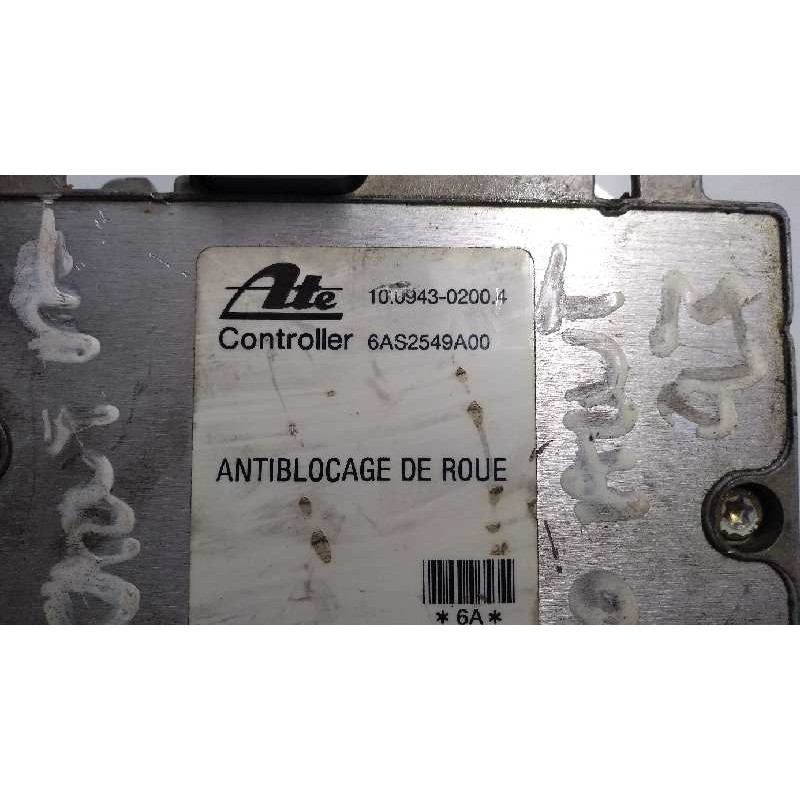 Ate 10.0943-0200.4
Controller 6AS2549A00
ANTIBLOCAGE DE ROUE
*6A*